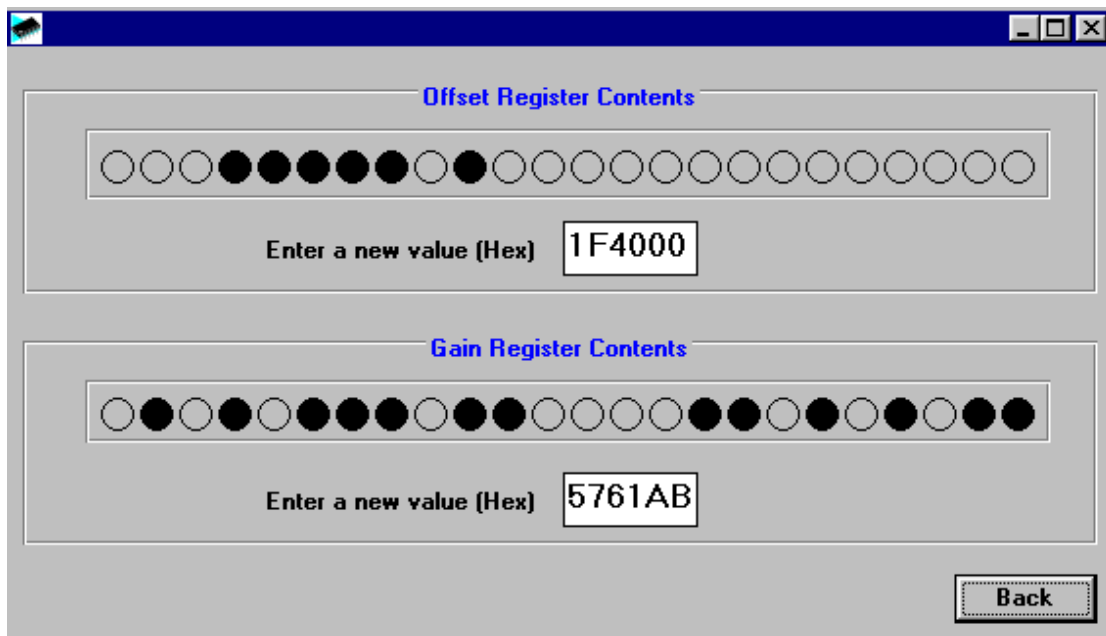 Offset Register Contents
Enter a new value (Hex) 1F4000
Gain Register Contents
Enter a new value (Hex) 5761AB
Back